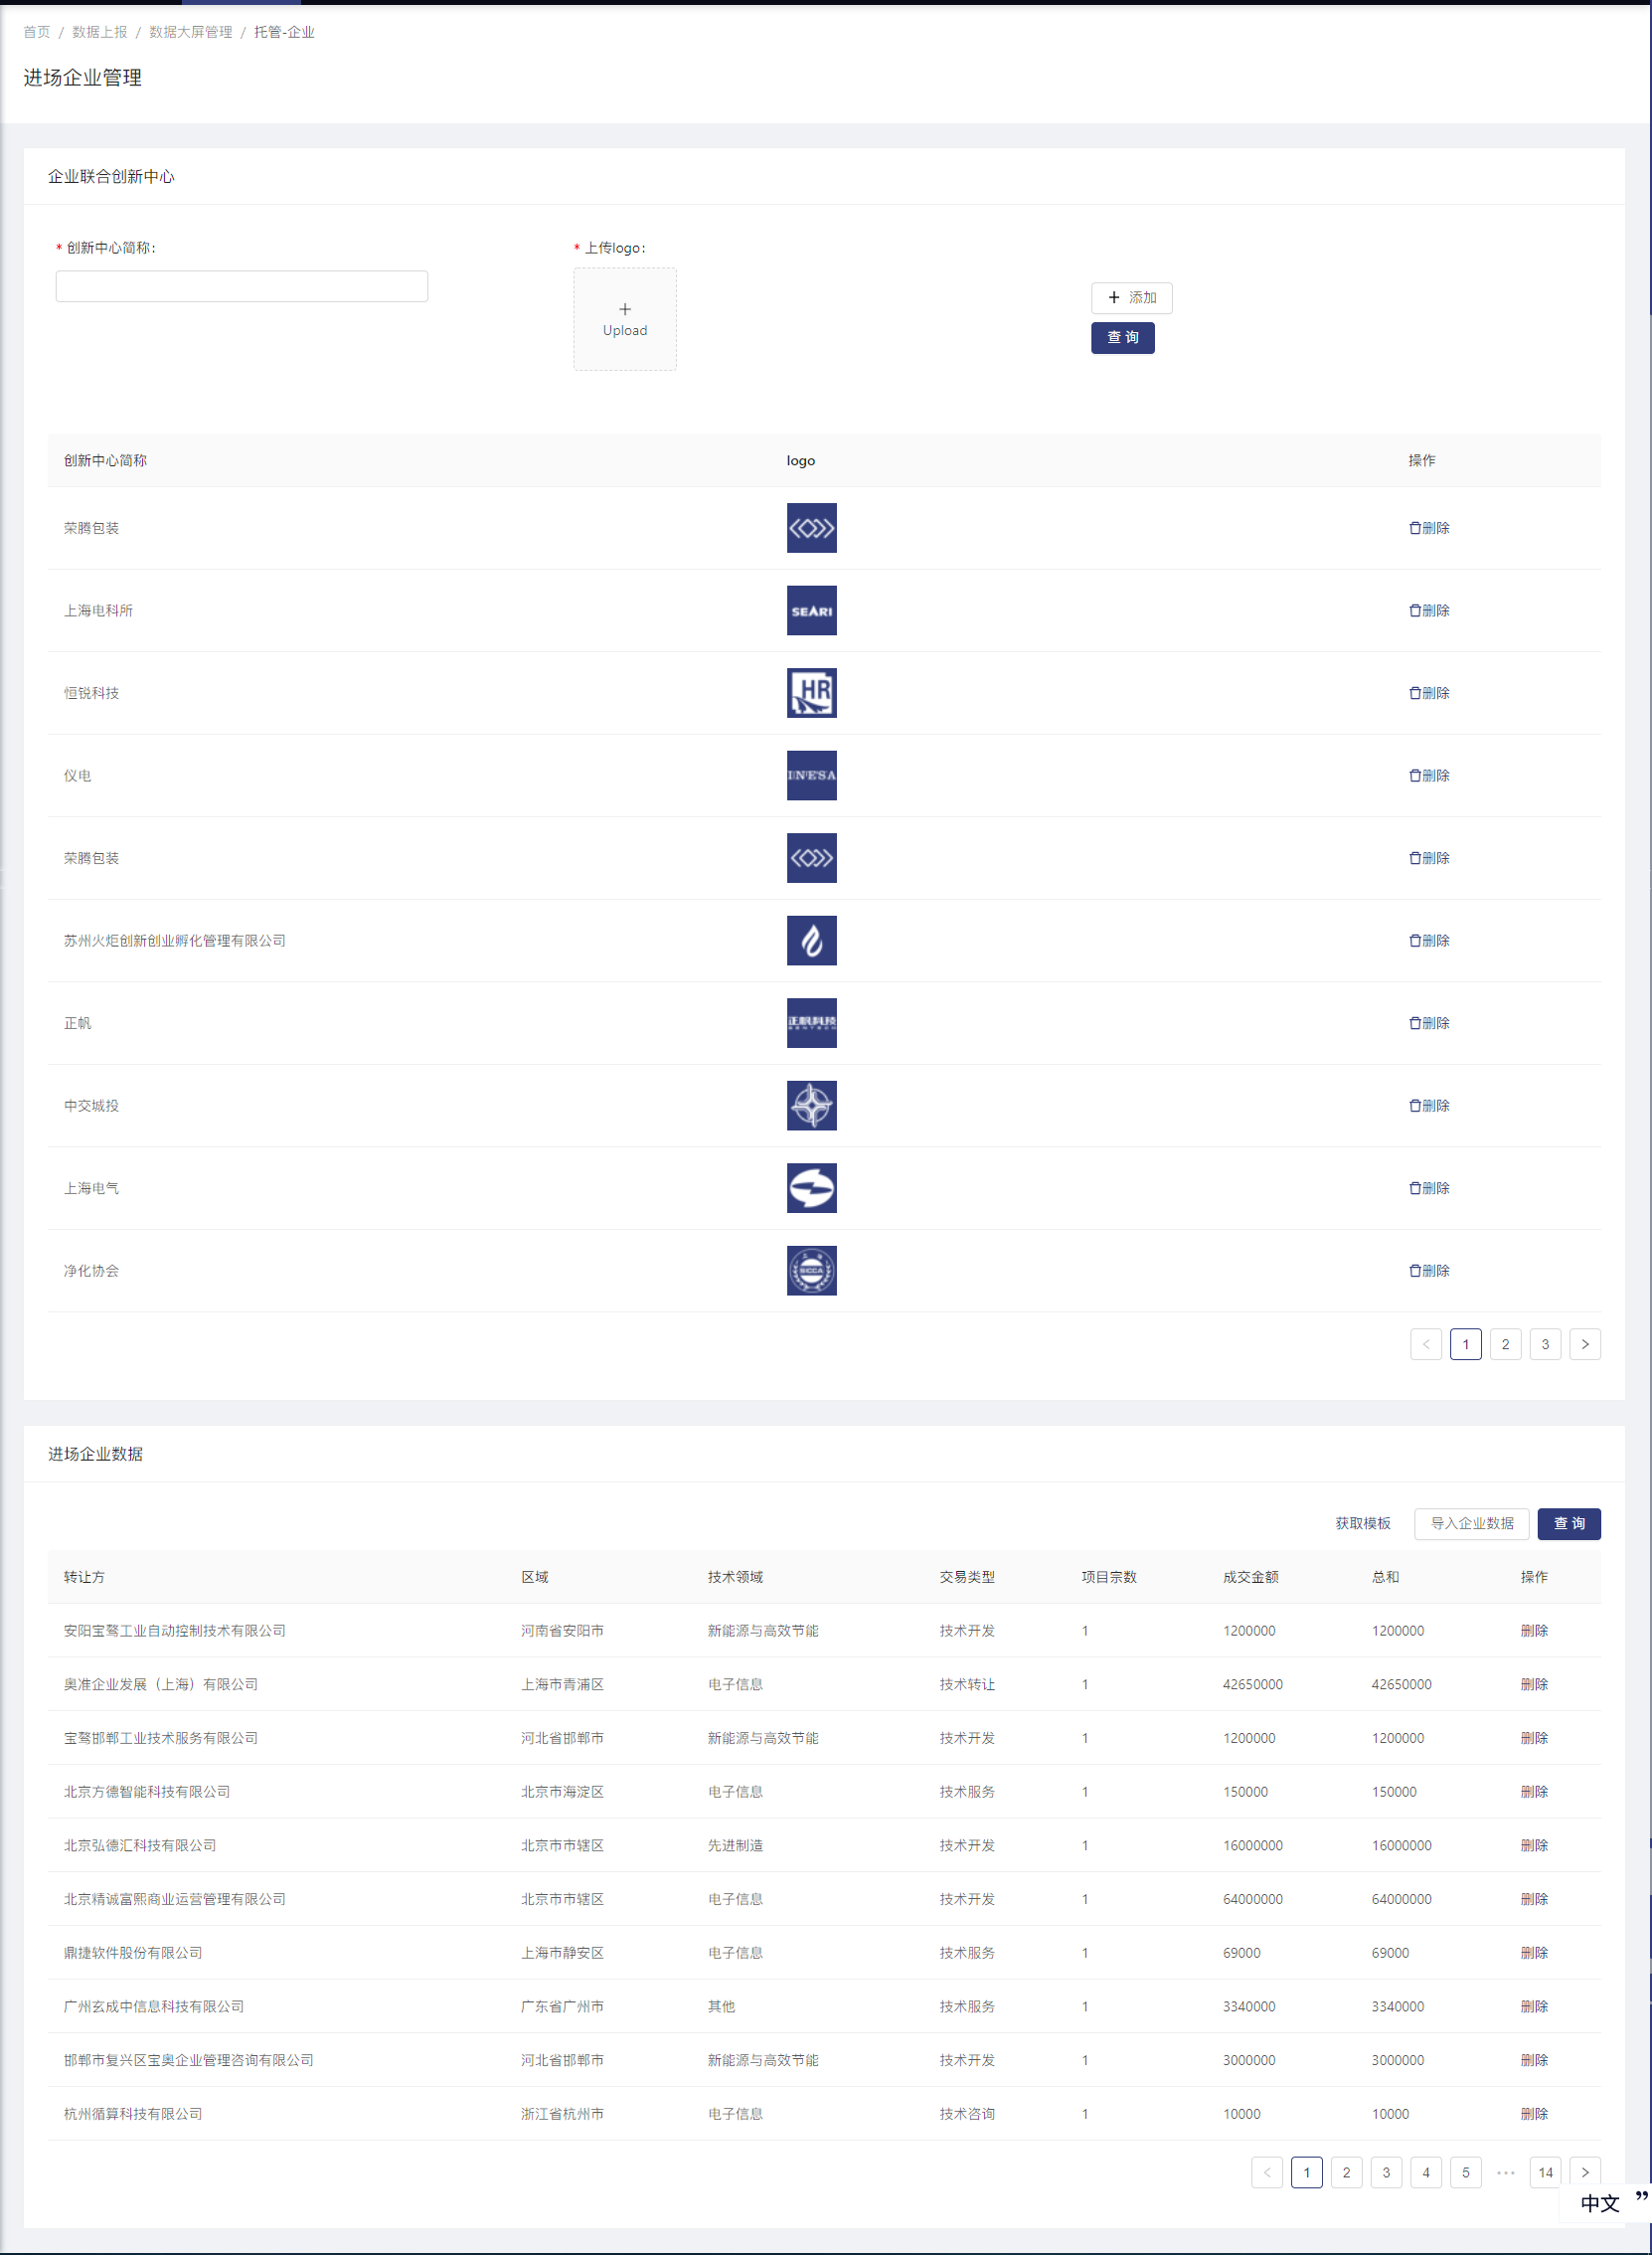 首页 / 数据上报 / 数据大屏管理 / 托管-企业
进场企业管理
企业联合创新中心
* 创新中心简称: * 上传logo:
+ Upload
+ 添加
查 询
创新中心简称 logo 操作
荣腾包装 删除
上海电科所 SEARI 删除
恒锐科技 HR 删除
仪电 INESA 删除
荣腾包装 删除
苏州火炬创新创业孵化管理有限公司 删除
正帆 正帆科技 GENTECH 删除
中交城投 删除
上海电气 删除
净化协会 SICCA 删除
< 1 2 3 >
进场企业数据
获取模板 导入企业数据 查 询
转让方 区域 技术领域 交易类型 项目宗数 成交金额 总和 操作
安阳宝骜工业自动控制技术有限公司 河南省安阳市 新能源与高效节能 技术开发 1 1200000 1200000 删除
奥准企业发展（上海）有限公司 上海市青浦区 电子信息 技术转让 1 42650000 42650000 删除
宝骜邯郸工业技术服务有限公司 河北省邯郸市 新能源与高效节能 技术开发 1 1200000 1200000 删除
北京方德智能科技有限公司 北京市海淀区 电子信息 技术服务 1 150000 150000 删除
北京弘德汇科技有限公司 北京市市辖区 先进制造 技术开发 1 16000000 16000000 删除
北京精诚富熙商业运营管理有限公司 北京市市辖区 电子信息 技术开发 1 64000000 64000000 删除
鼎捷软件股份有限公司 上海市静安区 电子信息 技术服务 1 69000 69000 删除
广州玄成中信息科技有限公司 广东省广州市 其他 技术服务 1 3340000 3340000 删除
邯郸市复兴区宝奥企业管理咨询有限公司 河北省邯郸市 新能源与高效节能 技术开发 1 3000000 3000000 删除
杭州循算科技有限公司 浙江省杭州市 电子信息 技术咨询 1 10000 10000 删除
< 1 2 3 4 5 ••• 14 >
中文 ”